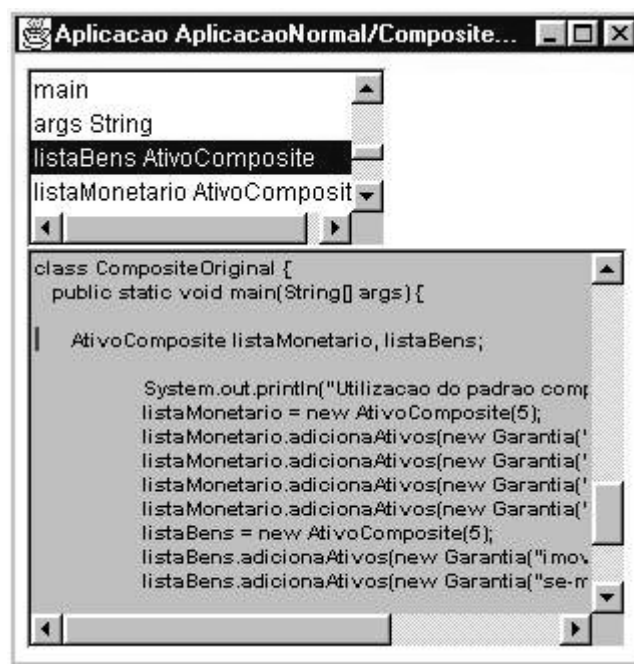 Aplicacao AplicacaoNormal/Composite...
main
args String
listaBens AtivoComposite
listaMonetario AtivoComposit
class CompositeOriginal {
public static void main(String[] args) {
AtivoComposite listaMonetario, listaBens;
System.out.println("Utilizacao do padrao comp
listaMonetario = new AtivoComposite(5);
listaMonetario.adicionaAtivos(new Garantia("
listaMonetario.adicionaAtivos(new Garantia("
listaMonetario.adicionaAtivos(new Garantia("
listaMonetario.adicionaAtivos(new Garantia("
listaBens = new AtivoComposite(5);
listaBens.adicionaAtivos(new Garantia("imov
listaBens.adicionaAtivos(new Garantia("se-m